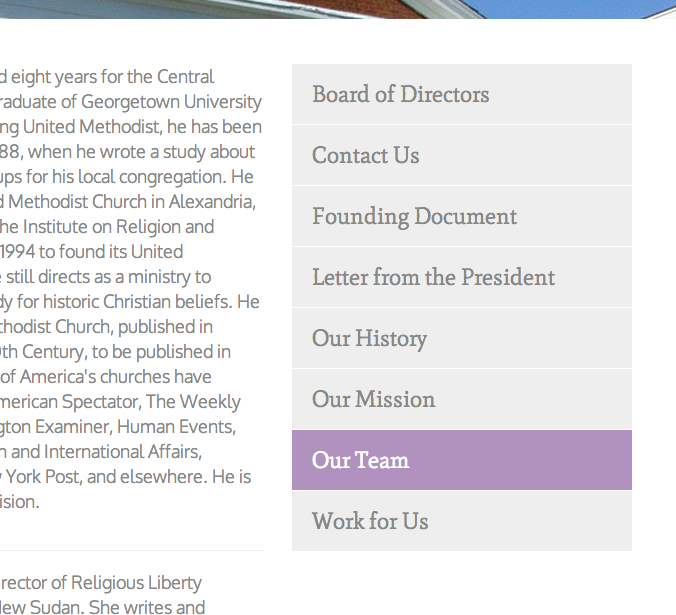 d eight years for the Central
raduate of Georgetown University
ng United Methodist, he has been
88, when he wrote a study about
ups for his local congregation. He
d Methodist Church in Alexandria,
he Institute on Religion and
1994 to found its United
e still directs as a ministry to
dy for historic Christian beliefs. He
thodist Church, published in
0th Century, to be published in
of America's churches have
merican Spectator, The Weekly
gton Examiner, Human Events,
n and International Affairs,
w York Post, and elsewhere. He is
ision.
rector of Religious Liberty
New Sudan. She writes and
Board of Directors
Contact Us
Founding Document
Letter from the President
Our History
Our Mission
Our Team
Work for Us